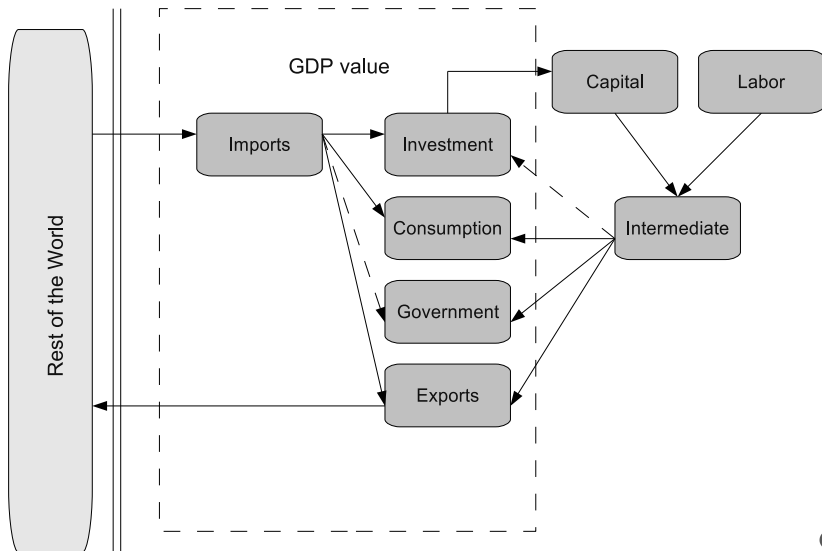 GDP value
Capital
Labor
Imports
Investment
Consumption
Intermediate
Government
Exports
Rest of the World